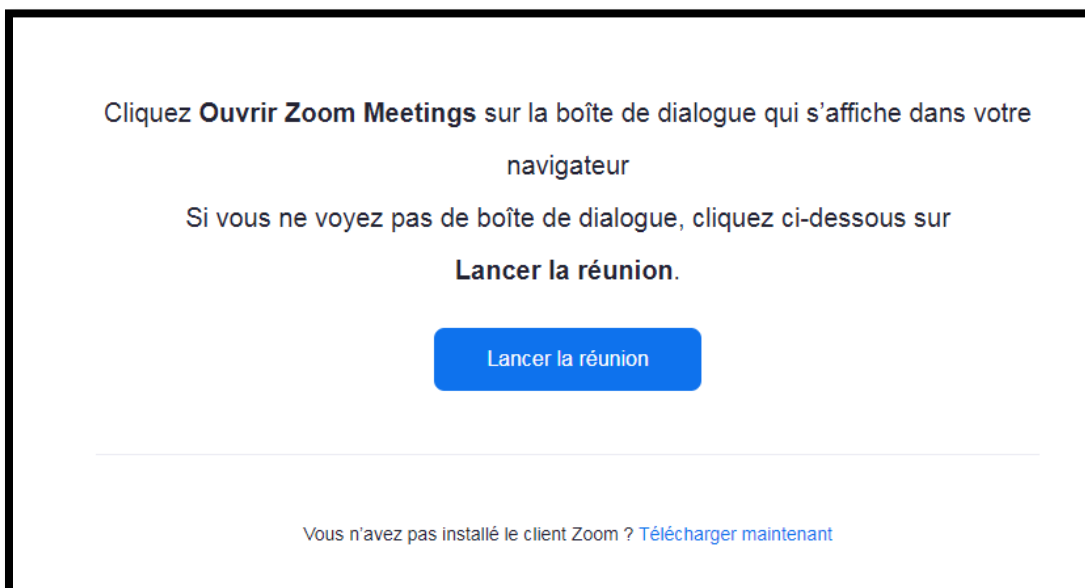 Cliquez Ouvrir Zoom Meetings sur la boîte de dialogue qui s’affiche dans votre
navigateur
Si vous ne voyez pas de boîte de dialogue, cliquez ci-dessous sur
Lancer la réunion.
Lancer la réunion
Vous n’avez pas installé le client Zoom ? Télécharger maintenant